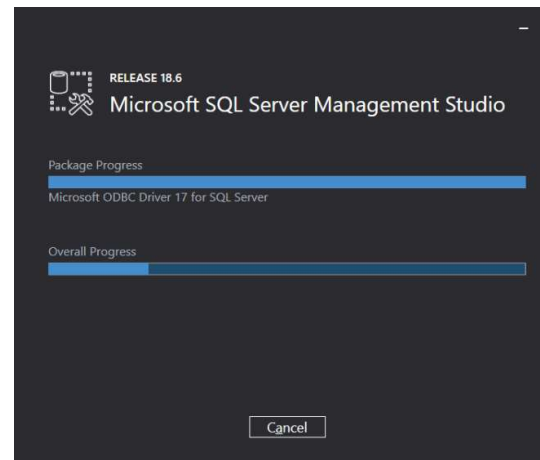 RELEASE 18.6
Microsoft SQL Server Management Studio
Package Progress
Microsoft ODBC Driver 17 for SQL Server
Overall Progress
Cancel